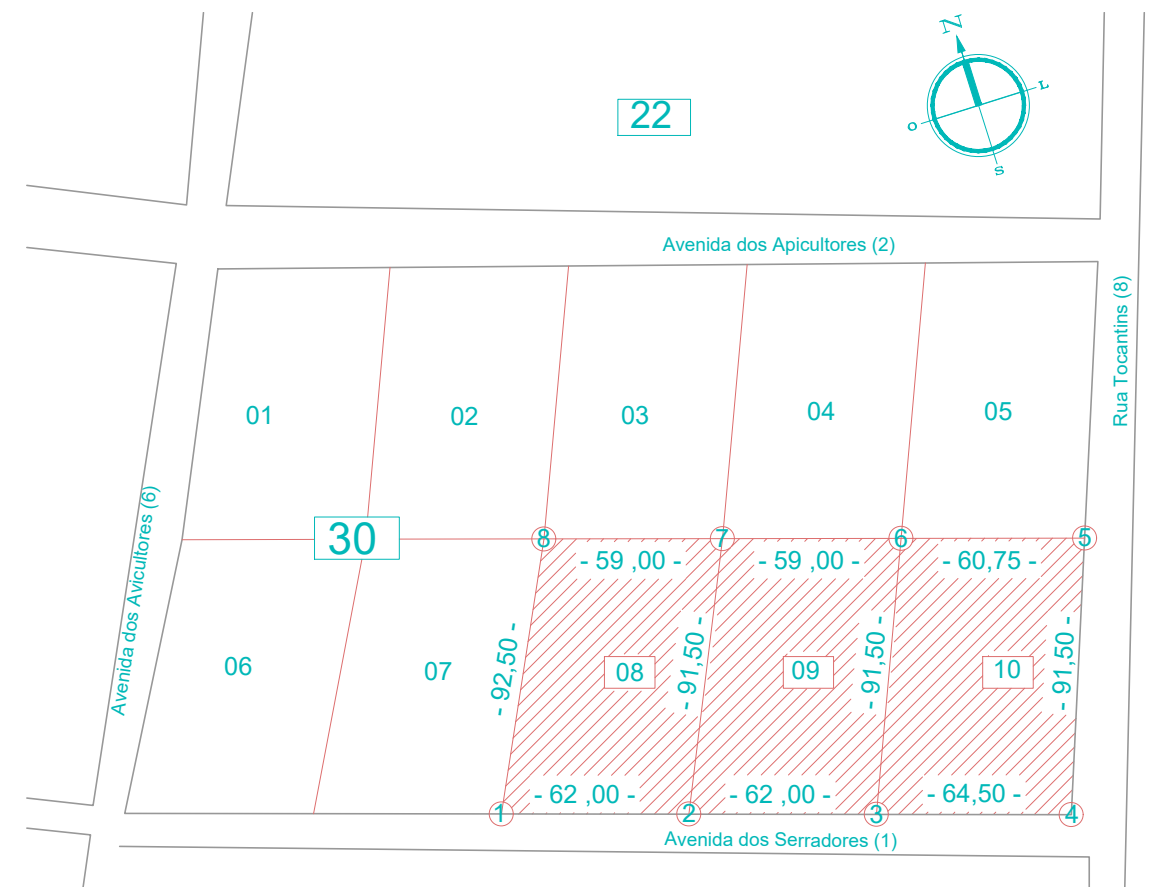 N
L
O
S
22
Avenida dos Apicultores (2)
Rua Tocantins (8)
01
02
03
04
05
30
8
7
6
5
- 59 ,00 -
- 59 ,00 -
- 60,75 -
Avenida dos Avicultores (6)
06
07
- 92,50 -
08
- 91,50 -
09
- 91,50 -
10
- 91,50 -
- 62 ,00 -
- 62 ,00 -
- 64,50 -
1
2
3
4
Avenida dos Serradores (1)